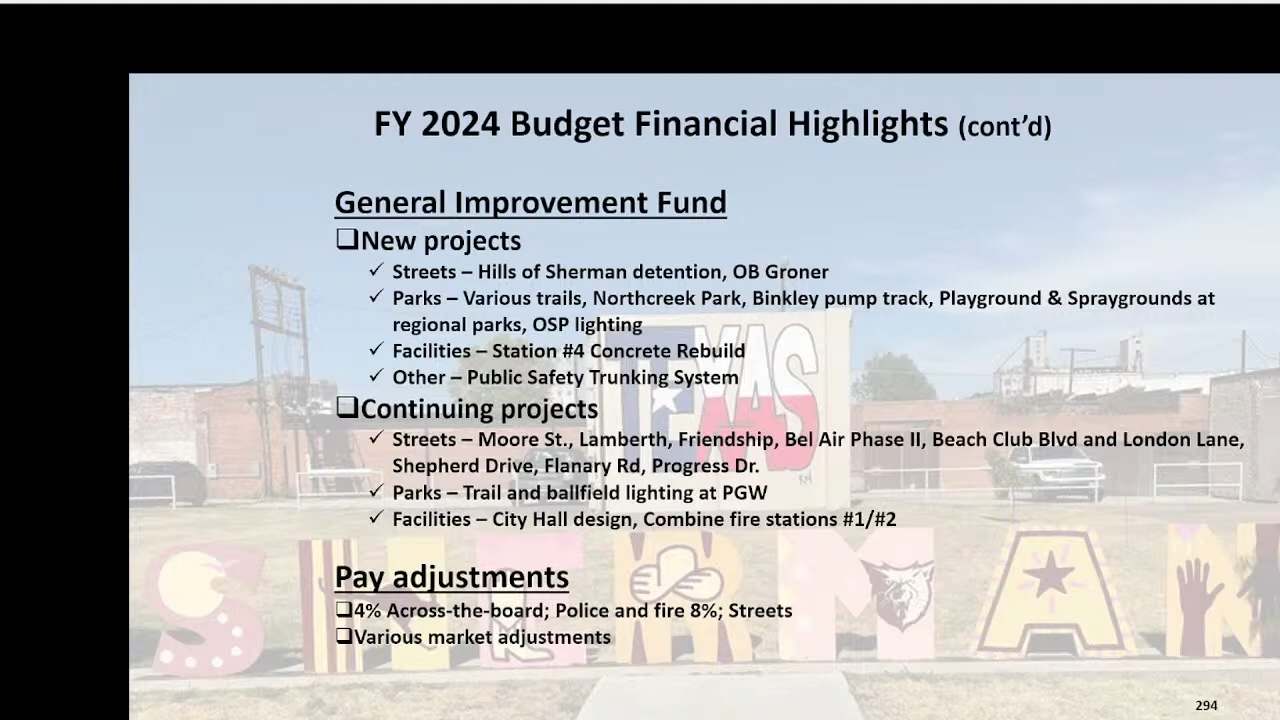 FY 2024 Budget Financial Highlights (cont’d)
General Improvement Fund
❑New projects
✓ Streets – Hills of Sherman detention, OB Groner
✓ Parks – Various trails, Northcreek Park, Binkley pump track, Playground & Spraygrounds at
regional parks, OSP lighting
✓ Facilities – Station #4 Concrete Rebuild
✓ Other – Public Safety Trunking System
TEXAS
❑Continuing projects
✓ Streets – Moore St., Lamberth, Friendship, Bel Air Phase II, Beach Club Blvd and London Lane,
Shepherd Drive, Flanary Rd, Progress Dr.
✓ Parks – Trail and ballfield lighting at PGW
✓ Facilities – City Hall design, Combine fire stations #1/#2
Pay adjustments
❑4% Across-the-board; Police and fire 8%; Streets
❑Various market adjustments
SHERMAN
294